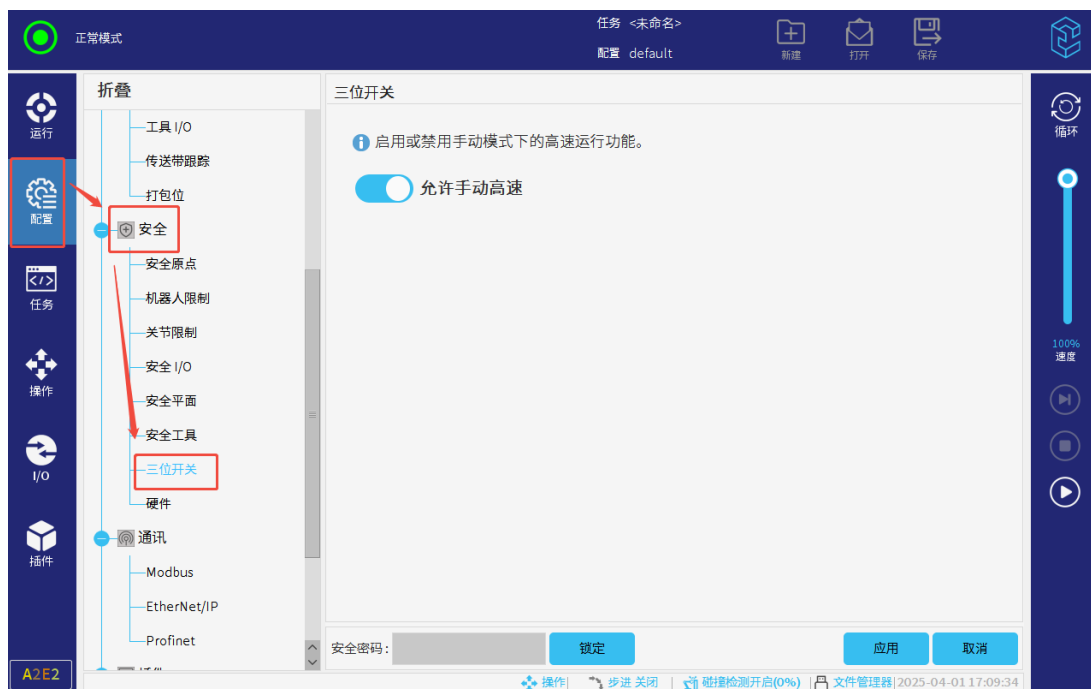 正常模式
任务 <未命名>
配置 default
新建
打开
保存
运行
配置
任务
操作
I/O
插件
A2E2
折叠
工具 I/O
传送带跟踪
打包位
安全
安全原点
机器人限制
关节限制
安全 I/O
安全平面
安全工具
三位开关
硬件
通讯
Modbus
EtherNet/IP
Profinet
三位开关
启用或禁用手动模式下的高速运行功能。
允许手动高速
安全密码:
锁定
应用
取消
循环
100%
速度
操作| 步进 关闭 | 碰撞检测开启(0%) | 文件管理器|2025-04-01 17:09:34